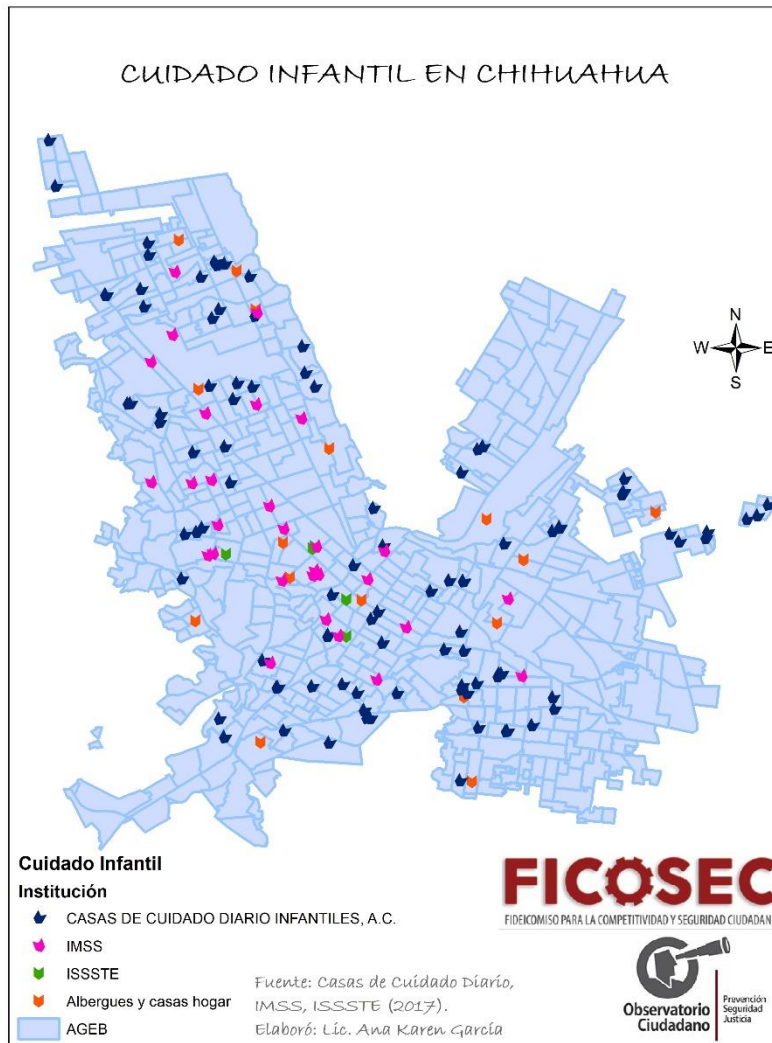 CUIDADO INFANTIL EN CHIHUAHUA
N
W E
S
Cuidado Infantil
Institución
CASAS DE CUIDADO DIARIO INFANTILES, A.C.
IMSS
ISSSTE
Albergues y casas hogar
AGEB
Fuente: Casas de Cuidado Diario,
IMSS, ISSSTE (2017).
Elaboró: Lic. Ana Karen García
FICOSEC
FIDEICOMISO PARA LA COMPETITIVIDAD Y SEGURIDAD CIUDADAN
Observatorio
Ciudadano
Prevención
Seguridad
Justicia